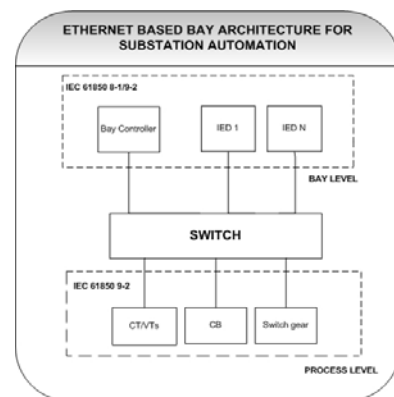 ETHERNET BASED BAY ARCHITECTURE FOR
SUBSTATION AUTOMATION
IEC 61850 8-1/9-2
Bay Controller
IED 1
IED N
BAY LEVEL
SWITCH
IEC 61850 9-2
CT/VTs
CB
Switch gear
PROCESS LEVEL